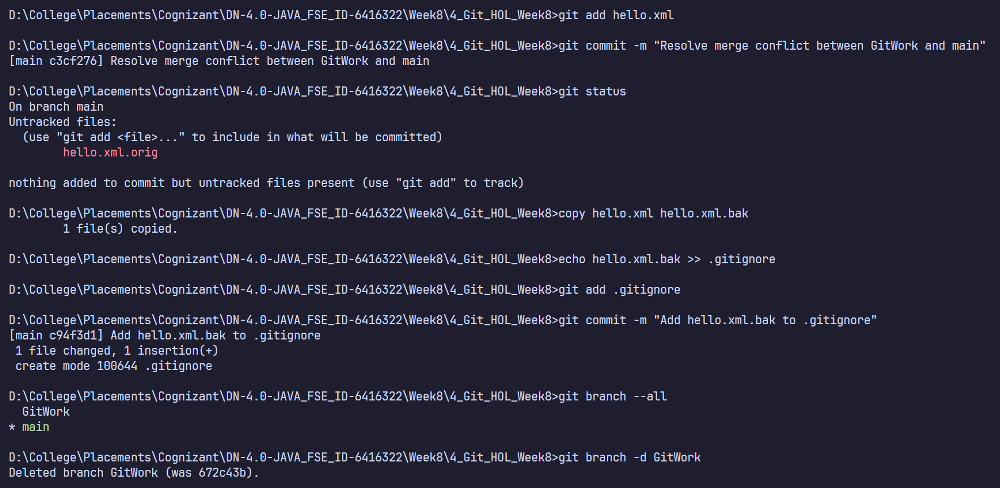 D:\College\Placements\Cognizant\DN-4.0-JAVA_FSE_ID-6416322\Week8\4_Git_HOL_Week8>git add hello.xml
D:\College\Placements\Cognizant\DN-4.0-JAVA_FSE_ID-6416322\Week8\4_Git_HOL_Week8>git commit -m "Resolve merge conflict between GitWork and main"
[main c3cf276] Resolve merge conflict between GitWork and main
D:\College\Placements\Cognizant\DN-4.0-JAVA_FSE_ID-6416322\Week8\4_Git_HOL_Week8>git status
On branch main
Untracked files:
  (use "git add <file>..." to include in what will be committed)
        hello.xml.orig
nothing added to commit but untracked files present (use "git add" to track)
D:\College\Placements\Cognizant\DN-4.0-JAVA_FSE_ID-6416322\Week8\4_Git_HOL_Week8>copy hello.xml hello.xml.bak
        1 file(s) copied.
D:\College\Placements\Cognizant\DN-4.0-JAVA_FSE_ID-6416322\Week8\4_Git_HOL_Week8>echo hello.xml.bak >> .gitignore
D:\College\Placements\Cognizant\DN-4.0-JAVA_FSE_ID-6416322\Week8\4_Git_HOL_Week8>git add .gitignore
D:\College\Placements\Cognizant\DN-4.0-JAVA_FSE_ID-6416322\Week8\4_Git_HOL_Week8>git commit -m "Add hello.xml.bak to .gitignore"
[main c94f3d1] Add hello.xml.bak to .gitignore
 1 file changed, 1 insertion(+)
 create mode 100644 .gitignore
D:\College\Placements\Cognizant\DN-4.0-JAVA_FSE_ID-6416322\Week8\4_Git_HOL_Week8>git branch --all
  GitWork
* main
D:\College\Placements\Cognizant\DN-4.0-JAVA_FSE_ID-6416322\Week8\4_Git_HOL_Week8>git branch -d GitWork
Deleted branch GitWork (was 672c43b).